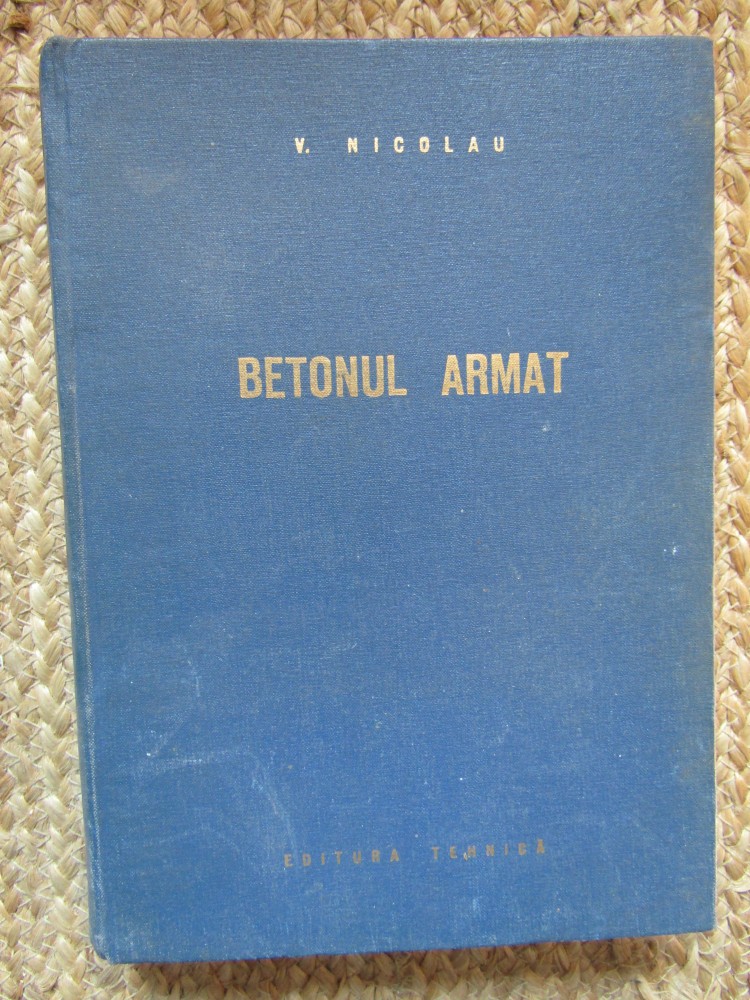 V. NICOLAU
BETONUL ARMAT
EDITURA TEHNICĂ